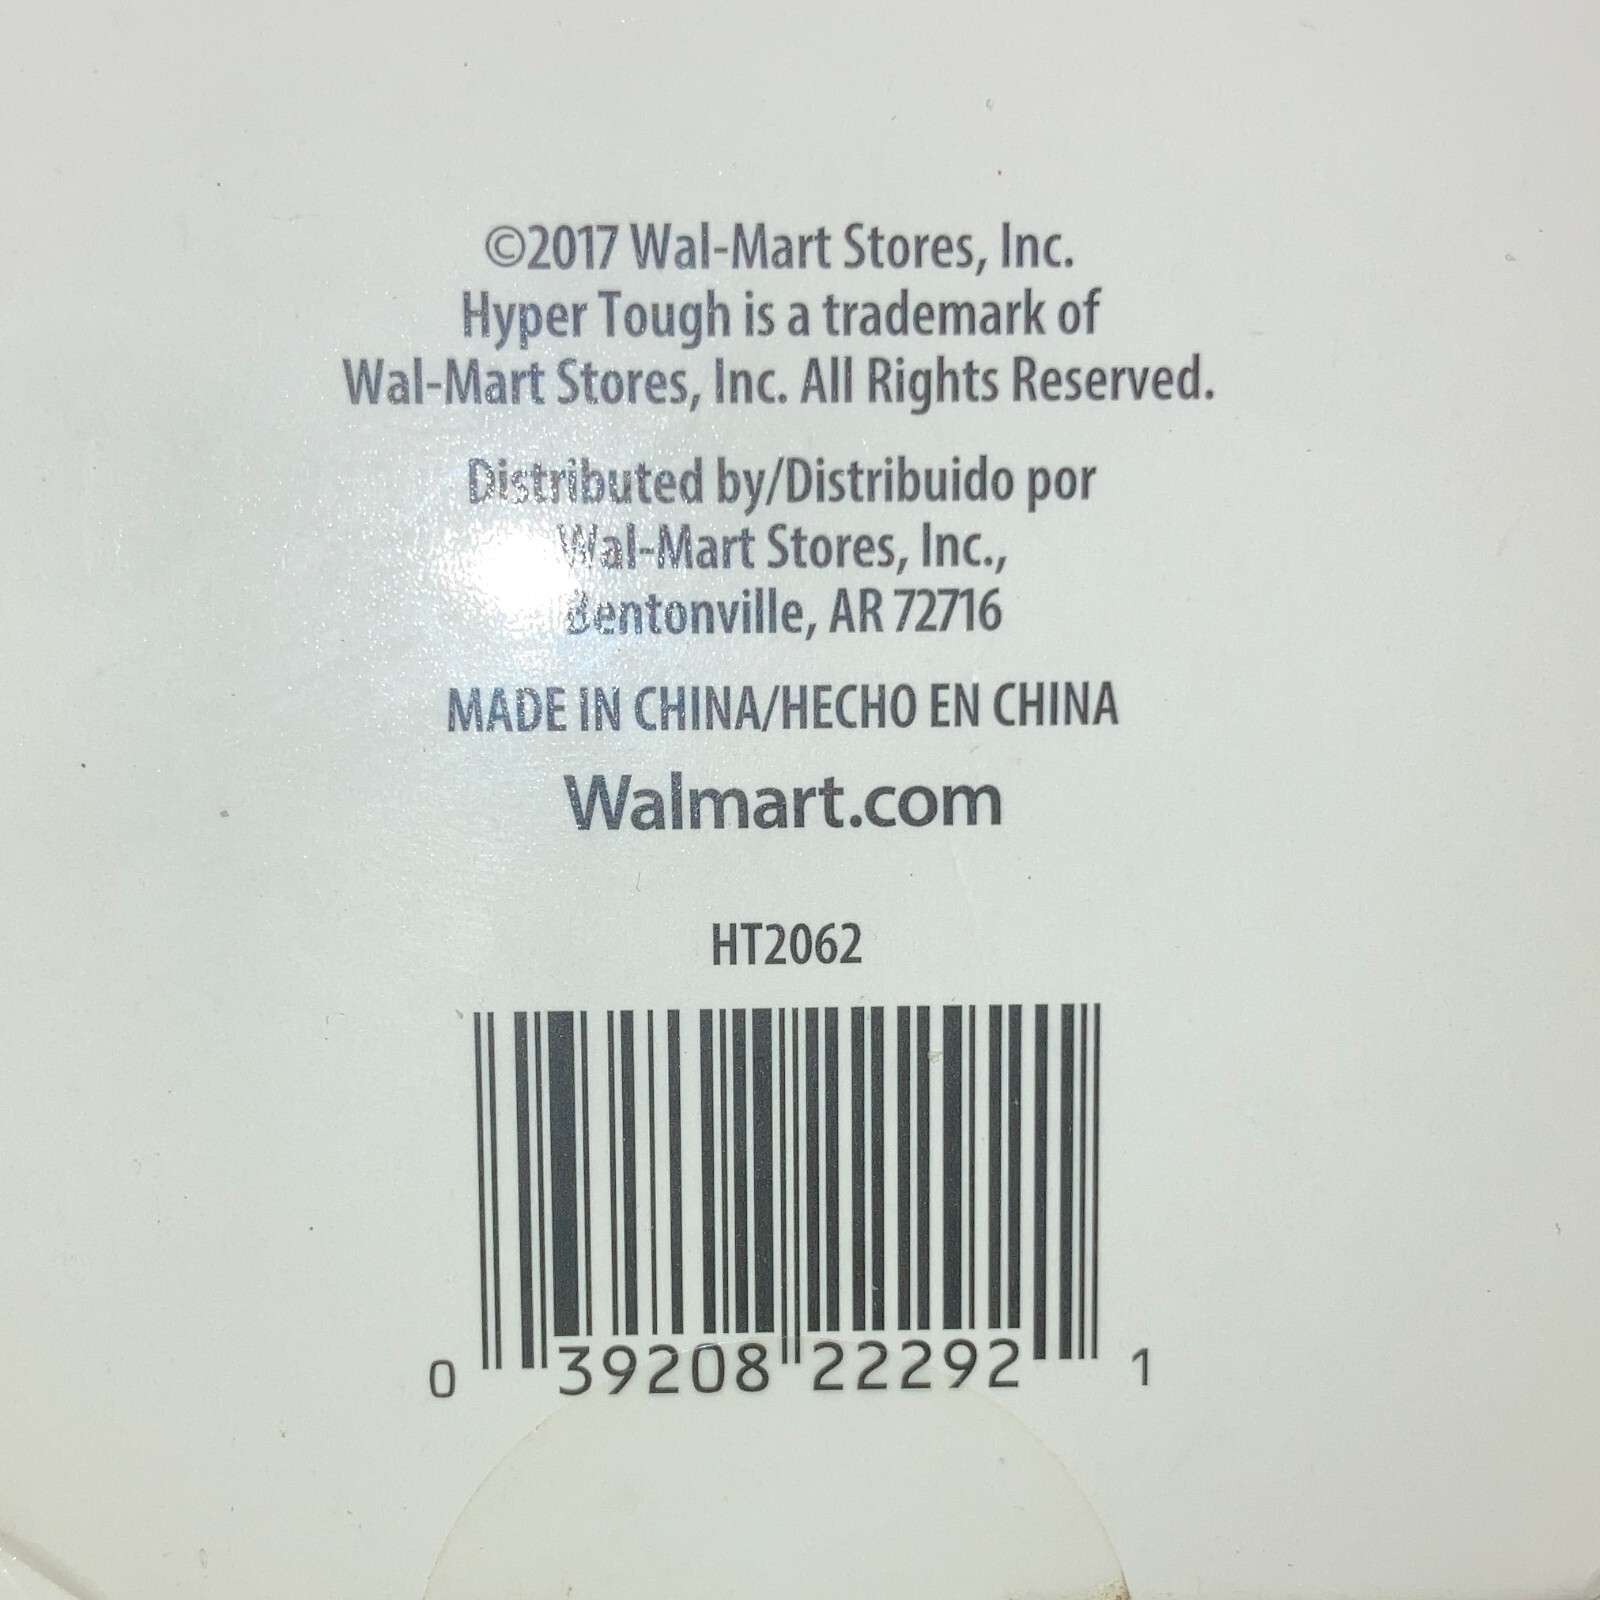 ©2017 Wal-Mart Stores, Inc.
Hyper Tough is a trademark of
Wal-Mart Stores, Inc. All Rights Reserved.
Distributed by/Distribuido por
Wal-Mart Stores, Inc.,
Bentonville, AR 72716
MADE IN CHINA/HECHO EN CHINA
Walmart.com
HT2062
0 39208 22292 1